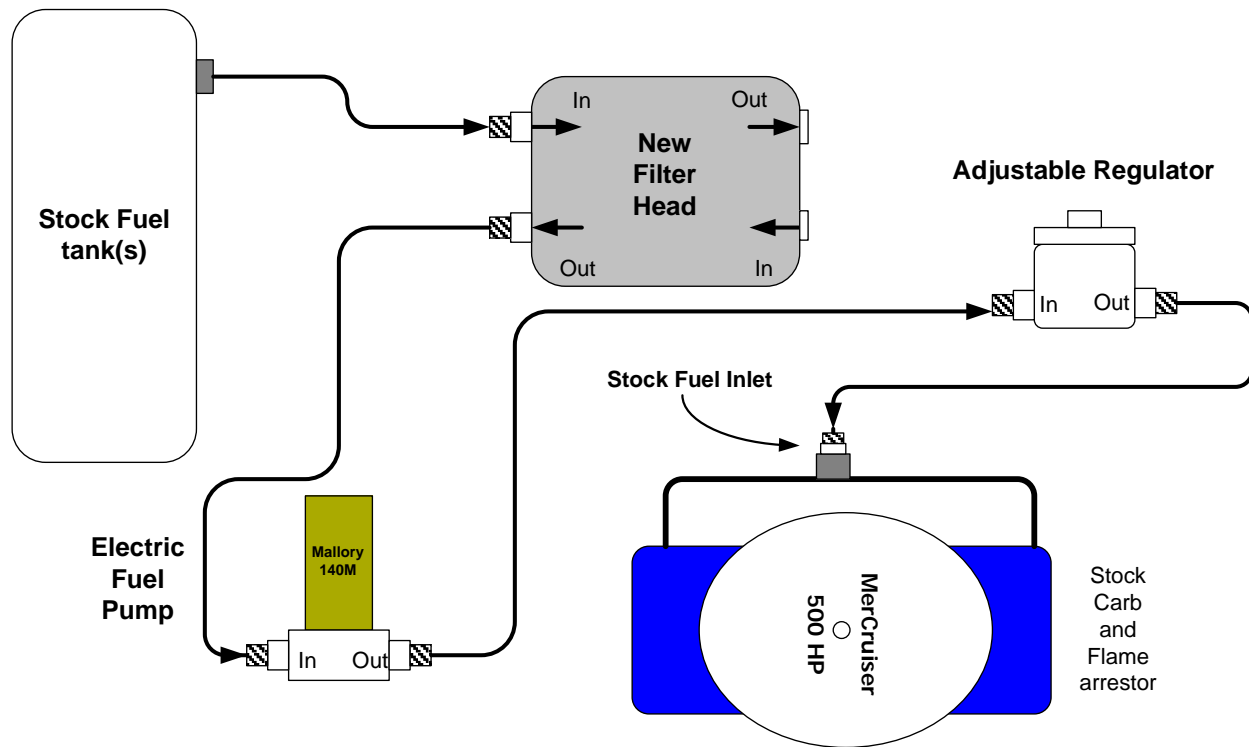 Stock Fuel
tank(s)
In
Out
New
Filter
Head
Out
In
Adjustable Regulator
In
Out
Stock Fuel Inlet
Electric
Fuel
Pump
Mallory
140M
In
Out
MerCruiser
500 HP
Stock
Carb
and
Flame
arrestor